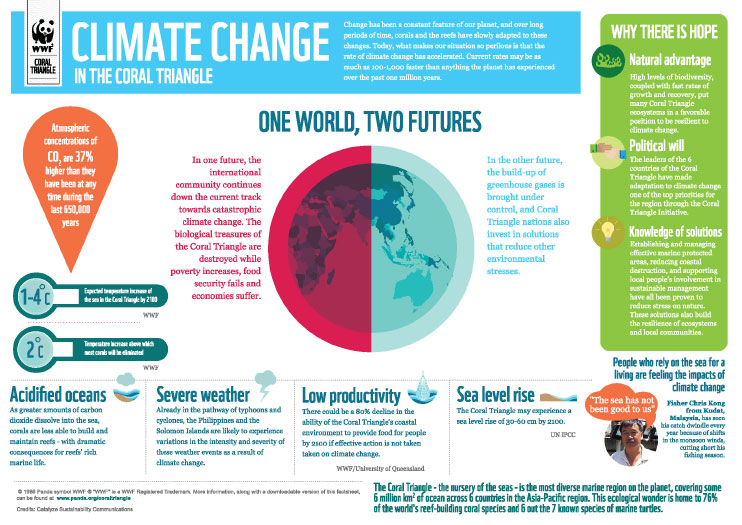 WWF
CORAL
TRIANGLE
CLIMATE CHANGE
IN THE CORAL TRIANGLE
Change has been a constant feature of our planet, and over long
periods of time, corals and the reefs have slowly adapted to these
changes. Today, what makes our situation so perilous is that the
rate of climate change has accelerated. Current rates may be as
much as 100-1,000 faster than anything the planet has experienced
over the past one million years.
Atmospheric
concentrations of
CO2 are 37%
higher than they
have been at any
time during the
last 650,000
years
1-4°C
Expected temperature increase of
the sea in the Coral Triangle by 2100
WWF
2°C
Temperature increase above which
most corals will be eliminated
WWF
ONE WORLD, TWO FUTURES
In one future, the
international
community continues
down the current track
towards catastrophic
climate change. The
biological treasures of
the Coral Triangle are
destroyed while
poverty increases, food
security fails and
economies suffer.
In the other future,
the build-up of
greenhouse gases is
brought under
control, and Coral
Triangle nations also
invest in solutions
that reduce other
environmental
stresses.
WHY THERE IS HOPE
Natural advantage
High levels of biodiversity,
coupled with fast rates of
growth and recovery, put
many Coral Triangle
ecosystems in a favorable
position to be resilient to
climate change.
Political will
The leaders of the 6
countries of the Coral
Triangle have made
adaptation to climate change
one of the top priorities for
the region through the Coral
Triangle Initiative.
Knowledge of solutions
Establishing and managing
effective marine protected
areas, reducing coastal
destruction, and supporting
local people's involvement in
sustainable management
have all been proven to
reduce stress on nature.
These solutions also build
the resilience of ecosystems
and local communities.
Acidified oceans
As greater amounts of carbon
dioxide dissolve into the sea,
corals are less able to build and
maintain reefs - with dramatic
consequences for reefs' rich
marine life.
Severe weather
Already in the pathway of typhoons and
cyclones, the Philippines and the
Solomon Islands are likely to experience
variations in the intensity and severity of
these weather events as a result of
climate change.
Low productivity
There could be a 80% decline in the
ability of the Coral Triangle's coastal
environment to provide food for people
by 2100 if effective action is not taken
taken on climate change.
WWF/University of Queensland
Sea level rise
The Coral Triangle may experience a
sea level rise of 30-60 cm by 2100.
UN IPCC
People who rely on the sea for a
living are feeling the impacts of
climate change
"The sea has not
been good to us"
Fisher Chris Kong
from Kudat,
Malaysia, has seen
his catch dwindle every
year because of shifts
in the monsoon winds,
cutting short his
fishing season.
© 1986 Panda symbol WWF ® "WWF" is a WWF Registered Trademark. More information, along with a downloadable version of this factsheet,
can be found at www.panda.org/coraltriangle
Credits: Catalyze Sustainability Communications
The Coral Triangle - the nursery of the seas - is the most diverse marine region on the planet, covering some
6 million km2 of ocean across 6 countries in the Asia-Pacific region. This ecological wonder is home to 76%
of the world's reef-building coral species and 6 out the 7 known species of marine turtles.